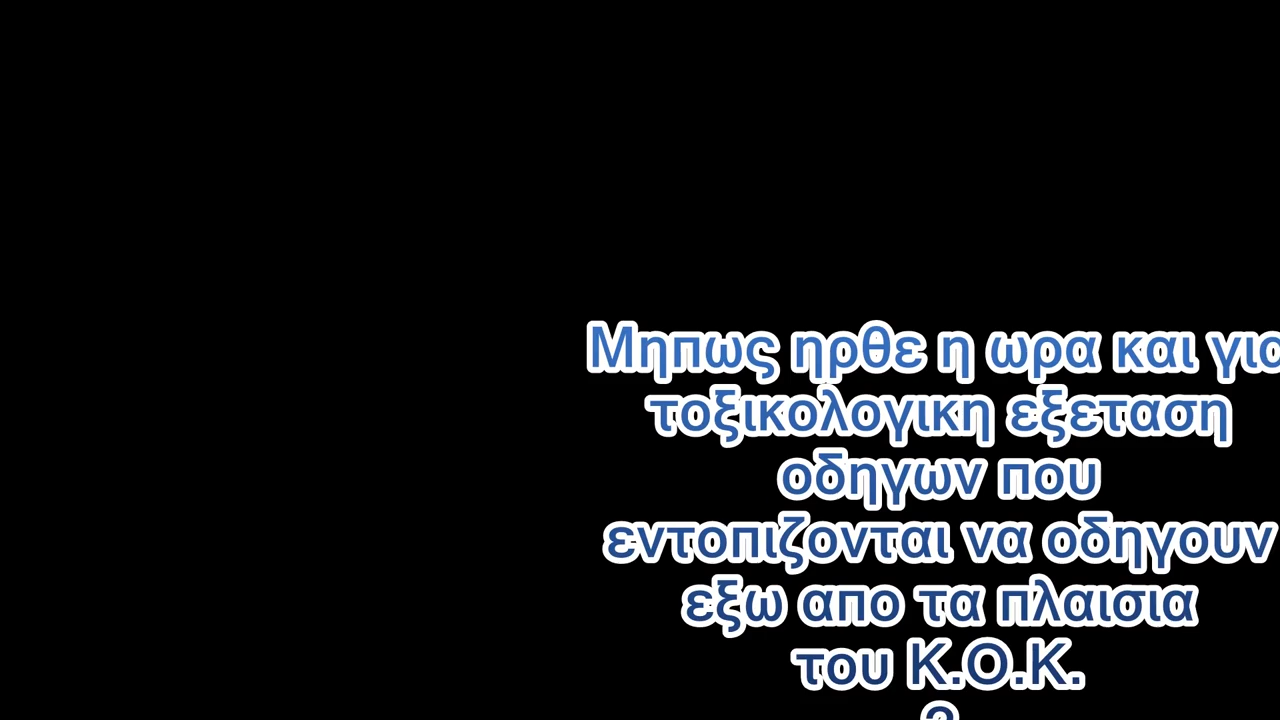 Μηπως ηρθε η ωρα και για
τοξικολογικη εξεταση
οδηγων που
εντοπιζονται να οδηγουν
εξω απο τα πλαισια
του Κ.Ο.Κ.